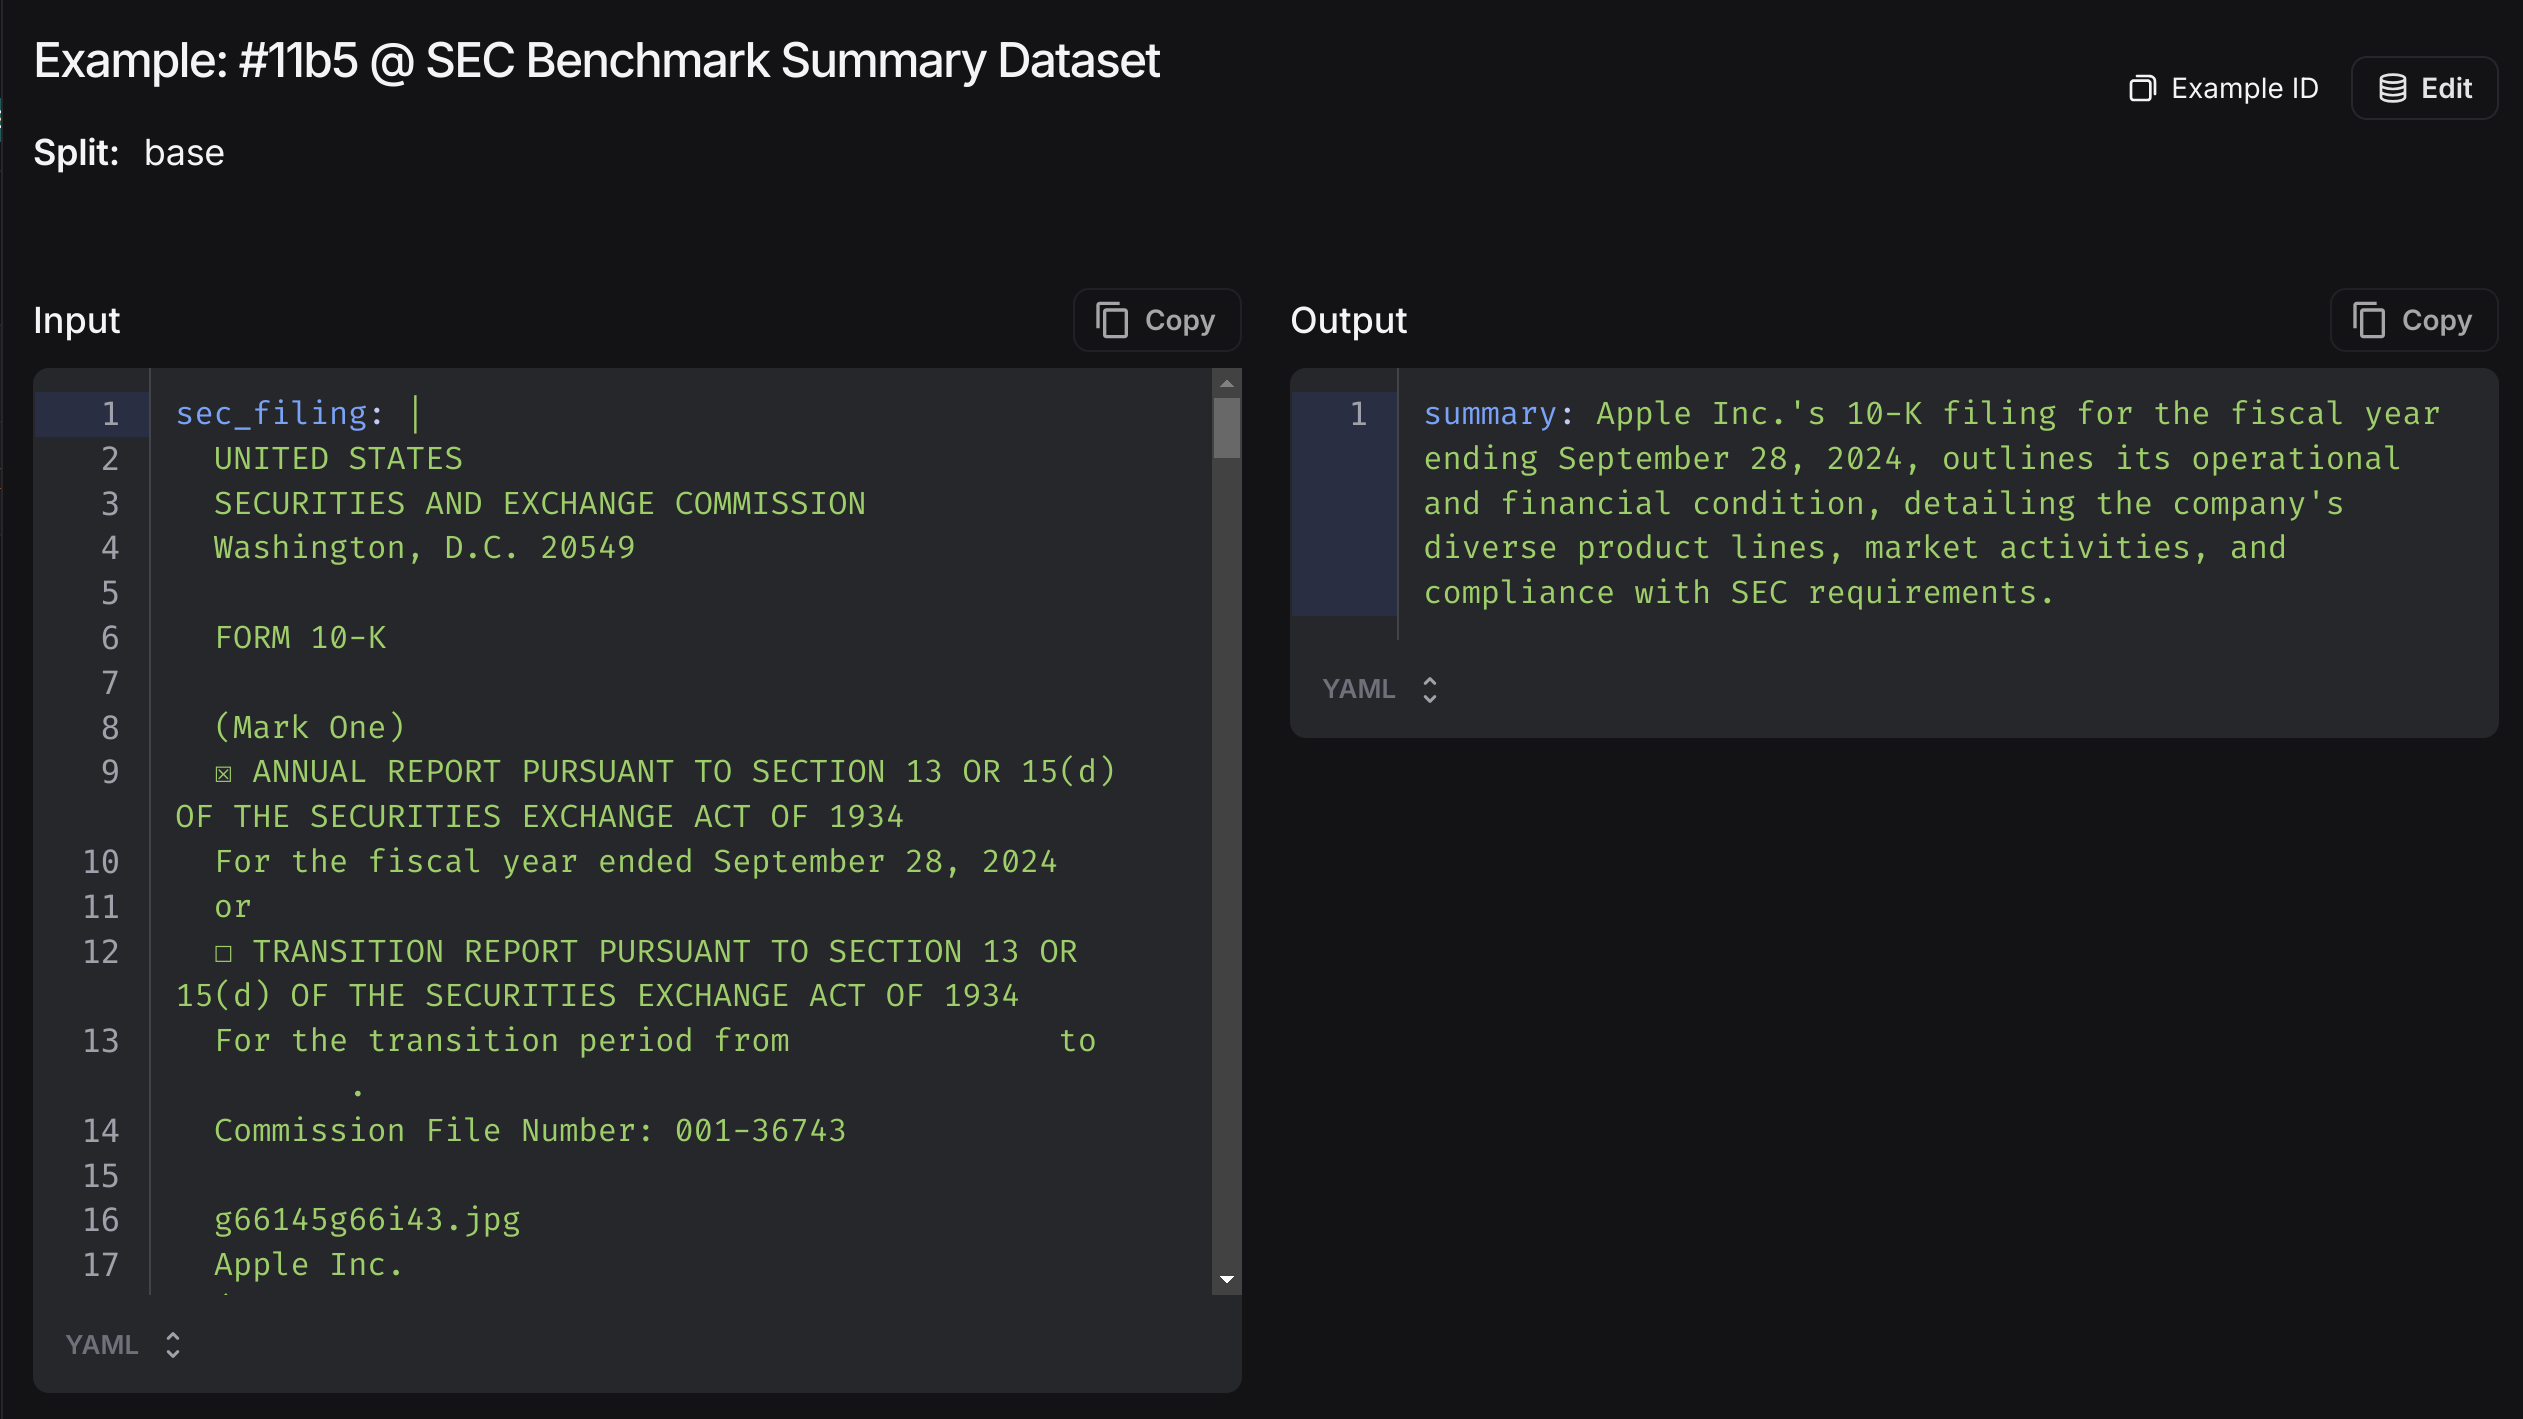 Example: #11b5 @ SEC Benchmark Summary Dataset
Example ID
Edit
Split: base
Input
Copy
1 sec_filing: |
2 UNITED STATES
3 SECURITIES AND EXCHANGE COMMISSION
4 Washington, D.C. 20549
5
6 FORM 10-K
7
8 (Mark One)
9 ☒ ANNUAL REPORT PURSUANT TO SECTION 13 OR 15(d)
OF THE SECURITIES EXCHANGE ACT OF 1934
10 For the fiscal year ended September 28, 2024
11 or
12 ☐ TRANSITION REPORT PURSUANT TO SECTION 13 OR
15(d) OF THE SECURITIES EXCHANGE ACT OF 1934
13 For the transition period from to
.
14 Commission File Number: 001-36743
15
16 g66145g66i43.jpg
17 Apple Inc.
YAML
Output
Copy
1 summary: Apple Inc.'s 10-K filing for the fiscal year
ending September 28, 2024, outlines its operational
and financial condition, detailing the company's
diverse product lines, market activities, and
compliance with SEC requirements.
YAML